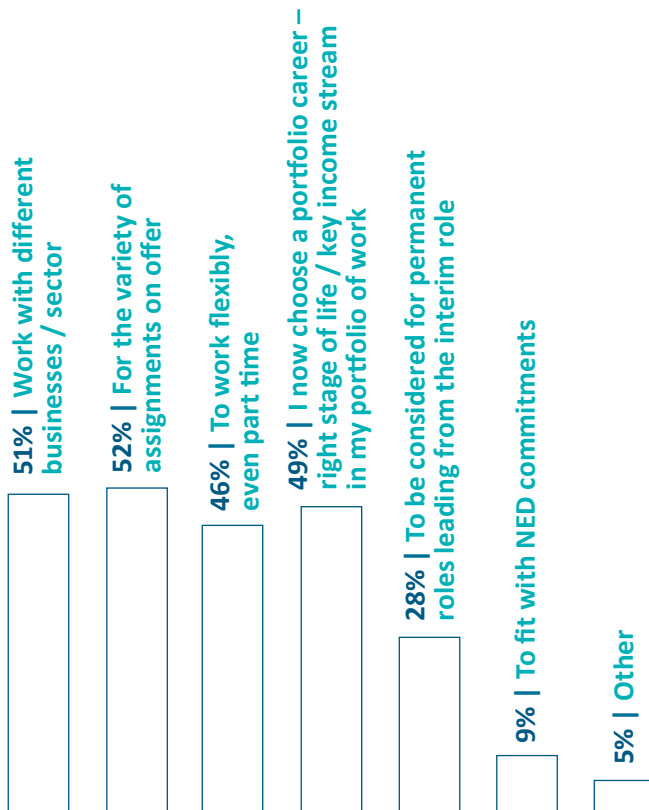 51% | Work with different
businesses / sector
52% | For the variety of
assignments on offer
46% | To work flexibly,
even part time
49% | I now choose a portfolio career –
right stage of life / key income stream
in my portfolio of work
28% | To be considered for permanent
roles leading from the interim role
9% | To fit with NED commitments
5% | Other